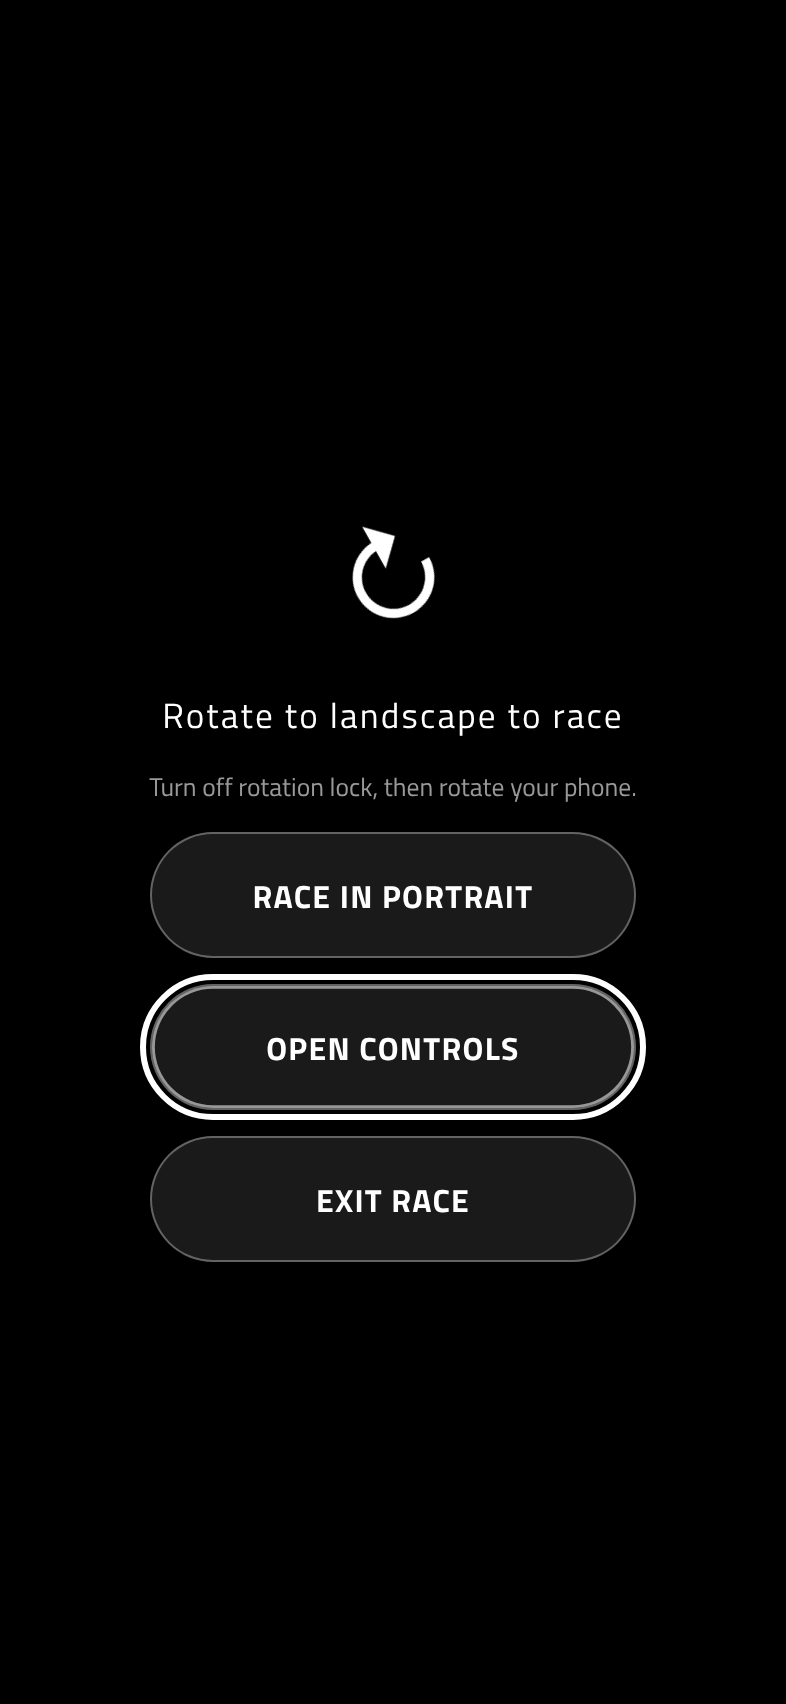 Rotate to landscape to race
Turn off rotation lock, then rotate your phone.
RACE IN PORTRAIT
OPEN CONTROLS
EXIT RACE